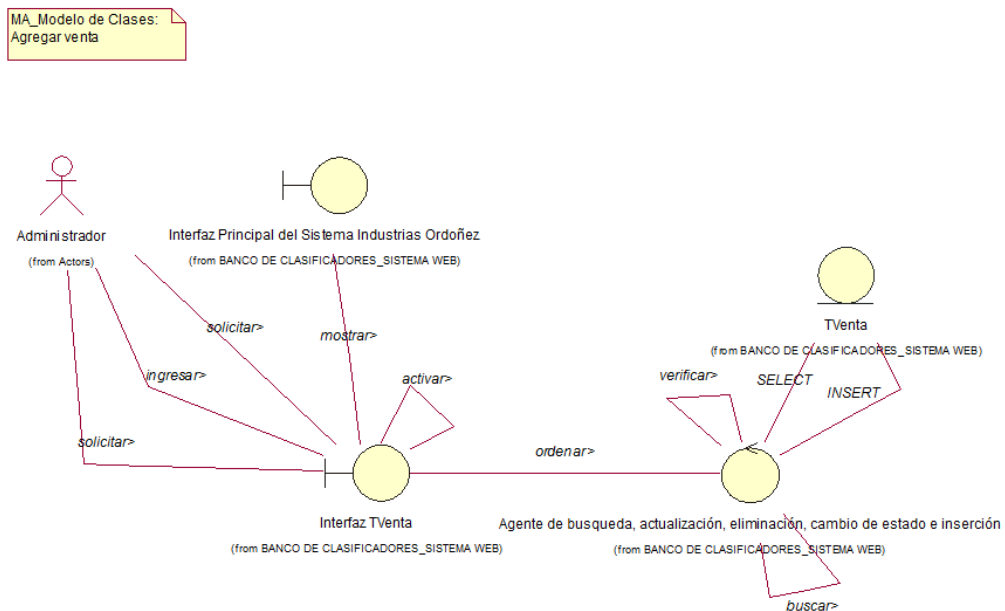 MA_Modelo de Clases:
Agregar venta
Administrador
(from Actors)
Interfaz Principal del Sistema Industrias Ordoñez
(from BANCO DE CLASIFICADORES_SISTEMA WEB)
TVenta
(from BANCO DE CLASIFICADORES_SISTEMA WEB)
solicitar>
mostrar>
ingresar>
activar>
verificar>
SELECT
INSERT
solicitar>
ordenar>
Interfaz TVenta
(from BANCO DE CLASIFICADORES_SISTEMA WEB)
Agente de busqueda, actualización, eliminación, cambio de estado e inserción
(from BANCO DE CLASIFICADORES_SISTEMA WEB)
buscar>